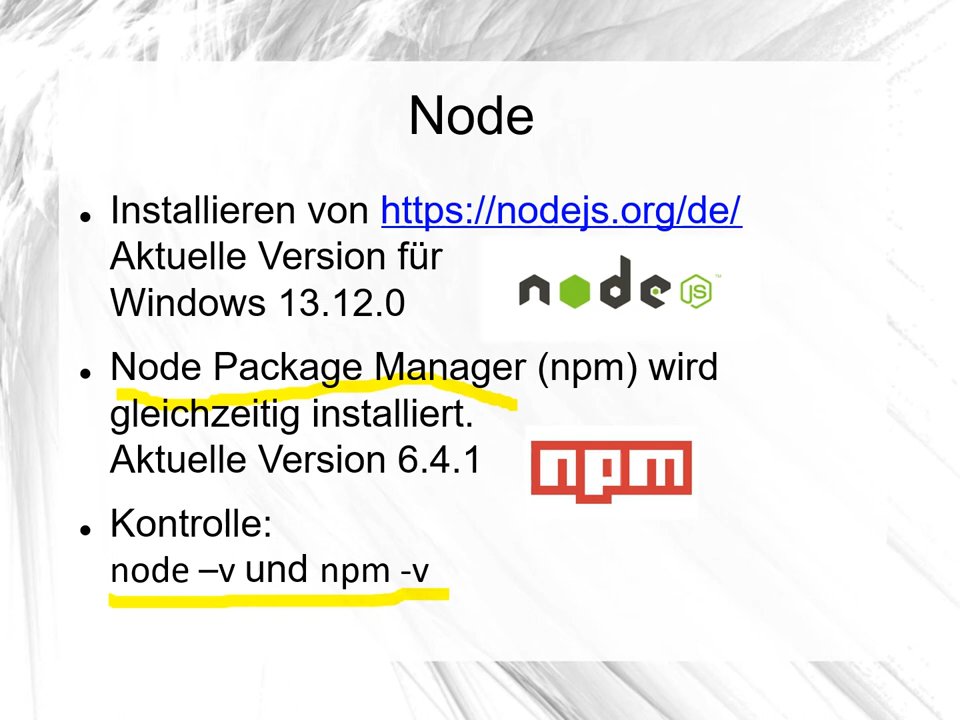 Node
Installieren von https://nodejs.org/de/
Aktuelle Version für
Windows 13.12.0
node JS ™
Node Package Manager (npm) wird
gleichzeitig installiert.
Aktuelle Version 6.4.1
npm
Kontrolle:
node –v und npm -v